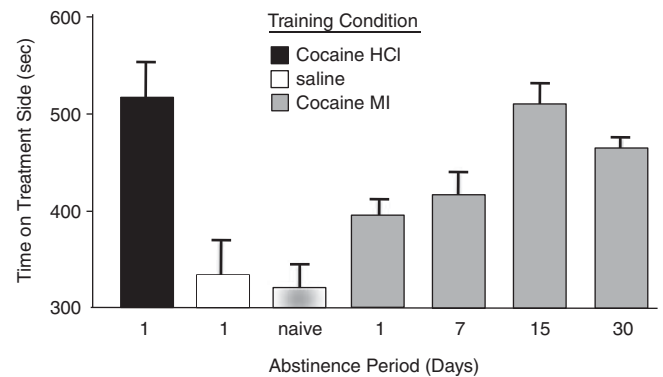 Training Condition
Cocaine HCl
saline
Cocaine MI
Time on Treatment Side (sec)
600
500
400
300
1 1 naive 1 7 15 30
Abstinence Period (Days)